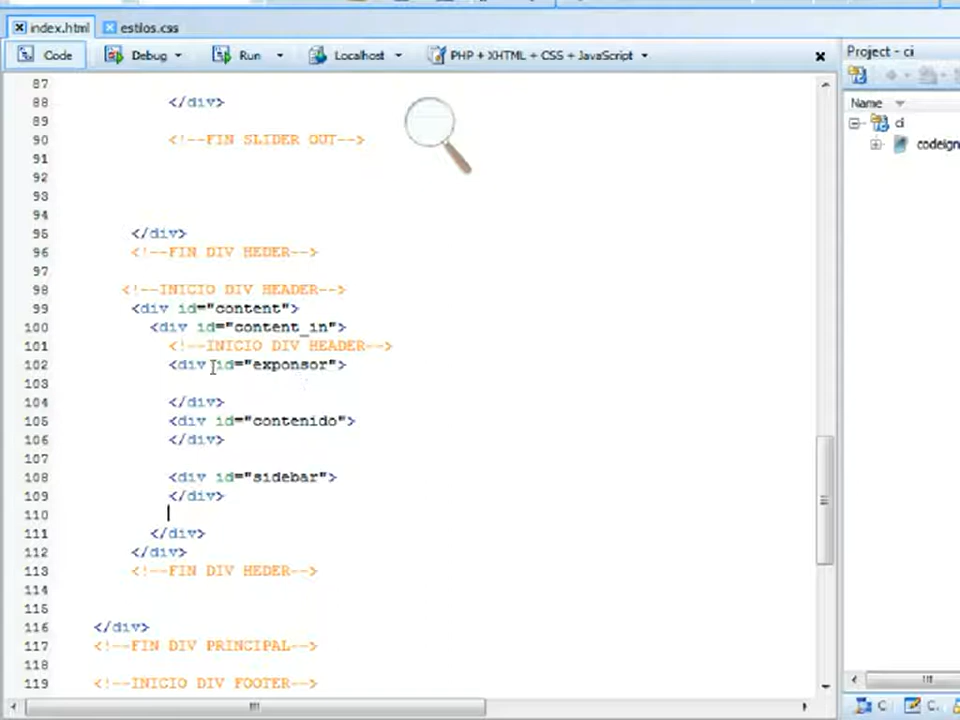 index.html estilos.css
Code Debug Run Localhost PHP + XHTML + CSS + JavaScript
Project - ci
Name
ci
codeign
87
88 </div>
89
90 <!--FIN SLIDER OUT-->
91
92
93
94
95 </div>
96 <!--FIN DIV HEDER-->
97
98 <!--INICIO DIV HEADER-->
99 <div id="content">
100 <div id="content_in">
101 <!--INICIO DIV HEADER-->
102 <div id="exponsor">
103
104 </div>
105 <div id="contenido">
106 </div>
107
108 <div id="sidebar">
109 </div>
110
111 </div>
112 </div>
113 <!--FIN DIV HEDER-->
114
115
116 </div>
117 <!--FIN DIV PRINCIPAL-->
118
119 <!--INICIO DIV FOOTER-->
C C.